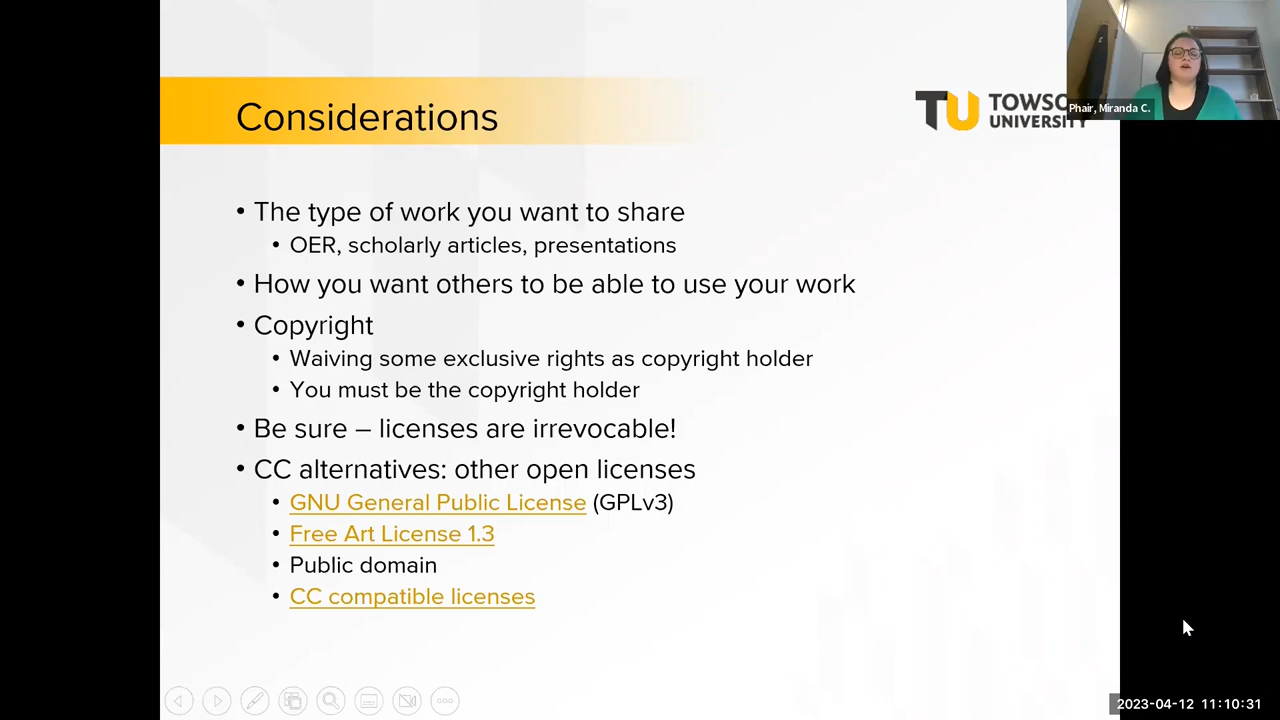 Considerations
TU TOWSO
UNIVERSITY
Phair, Miranda C.
• The type of work you want to share
• OER, scholarly articles, presentations
• How you want others to be able to use your work
• Copyright
• Waiving some exclusive rights as copyright holder
• You must be the copyright holder
• Be sure – licenses are irrevocable!
• CC alternatives: other open licenses
• GNU General Public License (GPLv3)
• Free Art License 1.3
• Public domain
• CC compatible licenses
2023-04-12 11:10:31